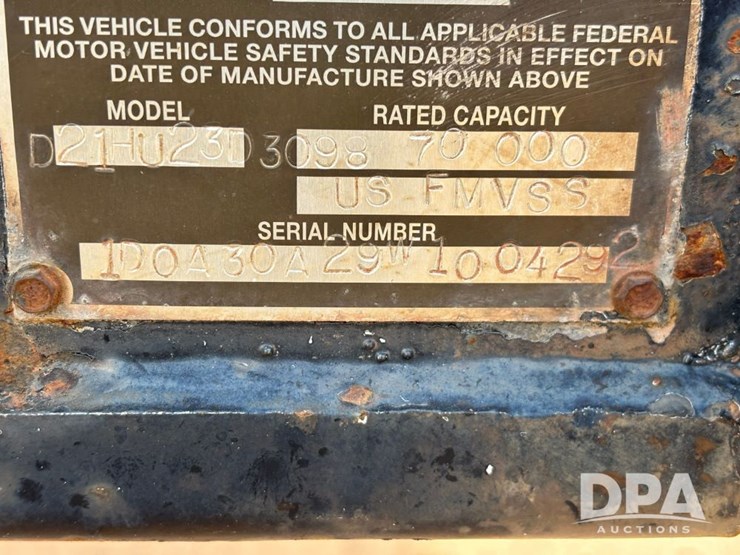 THIS VEHICLE CONFORMS TO ALL APPLICABLE FEDERAL
MOTOR VEHICLE SAFETY STANDARDS IN EFFECT ON
DATE OF MANUFACTURE SHOWN ABOVE
MODEL RATED CAPACITY
D21HU23D3098 70 000
US FMVSS
SERIAL NUMBER
1D0A30A29W1004292
DPA
AUCTIONS